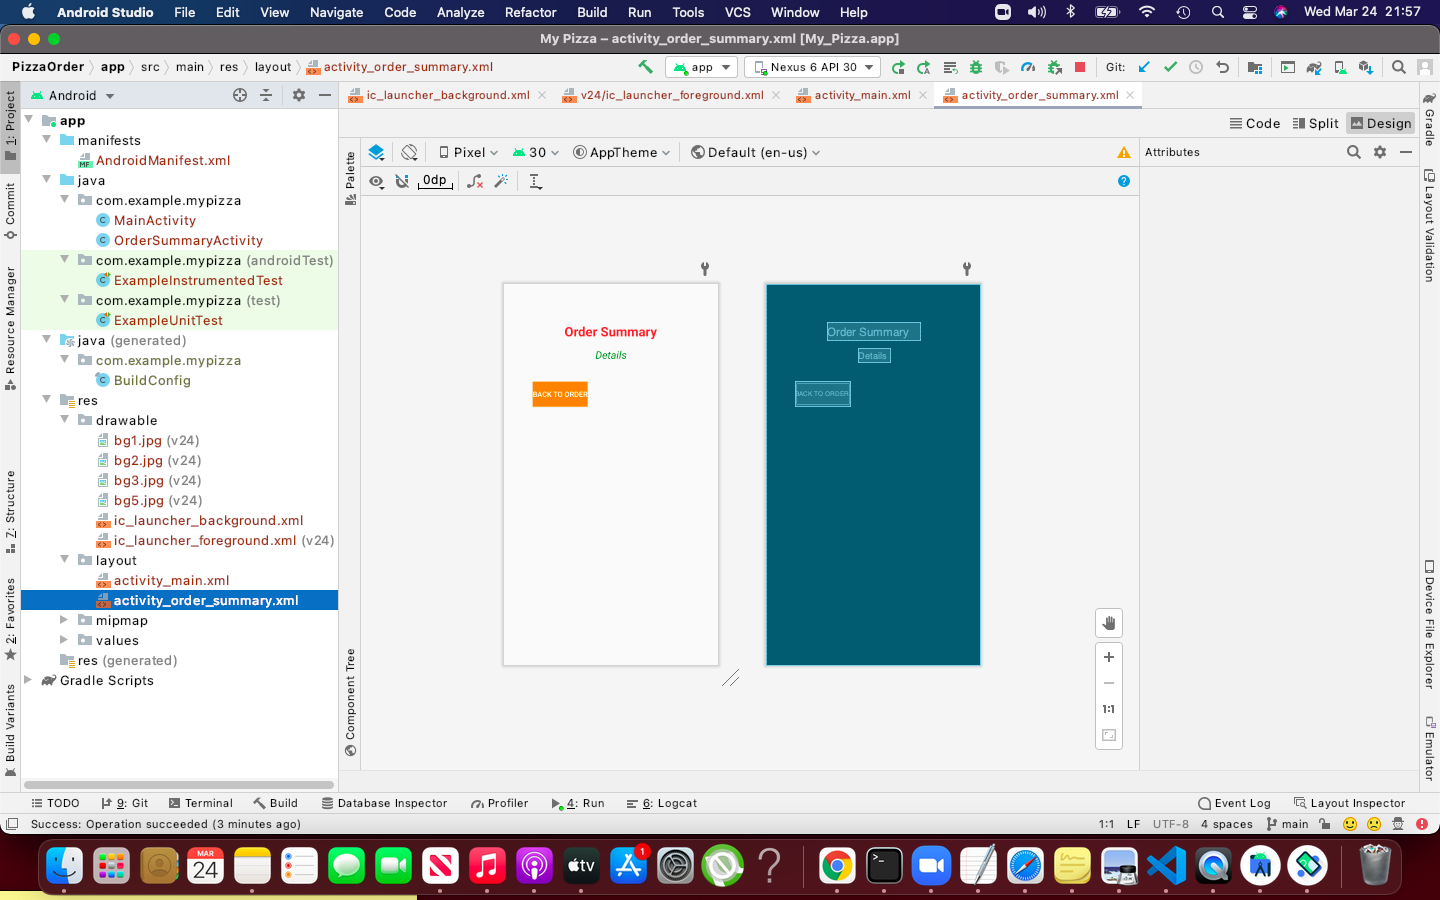 Android Studio File Edit View Navigate Code Analyze Refactor Build Run Tools VCS Window Help Wed Mar 24 21:57
My Pizza – activity_order_summary.xml [My_Pizza.app]
PizzaOrder app src main res layout activity_order_summary.xml app Nexus 6 API 30 Git:
Android ic_launcher_background.xml v24/ic_launcher_foreground.xml activity_main.xml activity_order_summary.xml
Code Split Design
Pixel 30 AppTheme Default (en-us) Attributes
0dp
1: Project
Commit
Resource Manager
Z: Structure
2: Favorites
Build Variants
app
manifests
MF AndroidManifest.xml
java
com.example.mypizza
C MainActivity
C OrderSummaryActivity
com.example.mypizza (androidTest)
C ExampleInstrumentedTest
com.example.mypizza (test)
C ExampleUnitTest
java (generated)
com.example.mypizza
C BuildConfig
res
drawable
bg1.jpg (v24)
bg2.jpg (v24)
bg3.jpg (v24)
bg5.jpg (v24)
ic_launcher_background.xml
ic_launcher_foreground.xml (v24)
layout
activity_main.xml
activity_order_summary.xml
mipmap
values
res (generated)
Gradle Scripts
Palette
Component Tree
Order Summary
Details
BACK TO ORDER
Order Summary
Details
BACK TO ORDER
1:1
Gradle
Layout Validation
Device File Explorer
Emulator
TODO 9: Git Terminal Build Database Inspector Profiler 4: Run 6: Logcat Event Log Layout Inspector
Success: Operation succeeded (3 minutes ago) 1:1 LF UTF-8 4 spaces main
MAR
24
tv
1